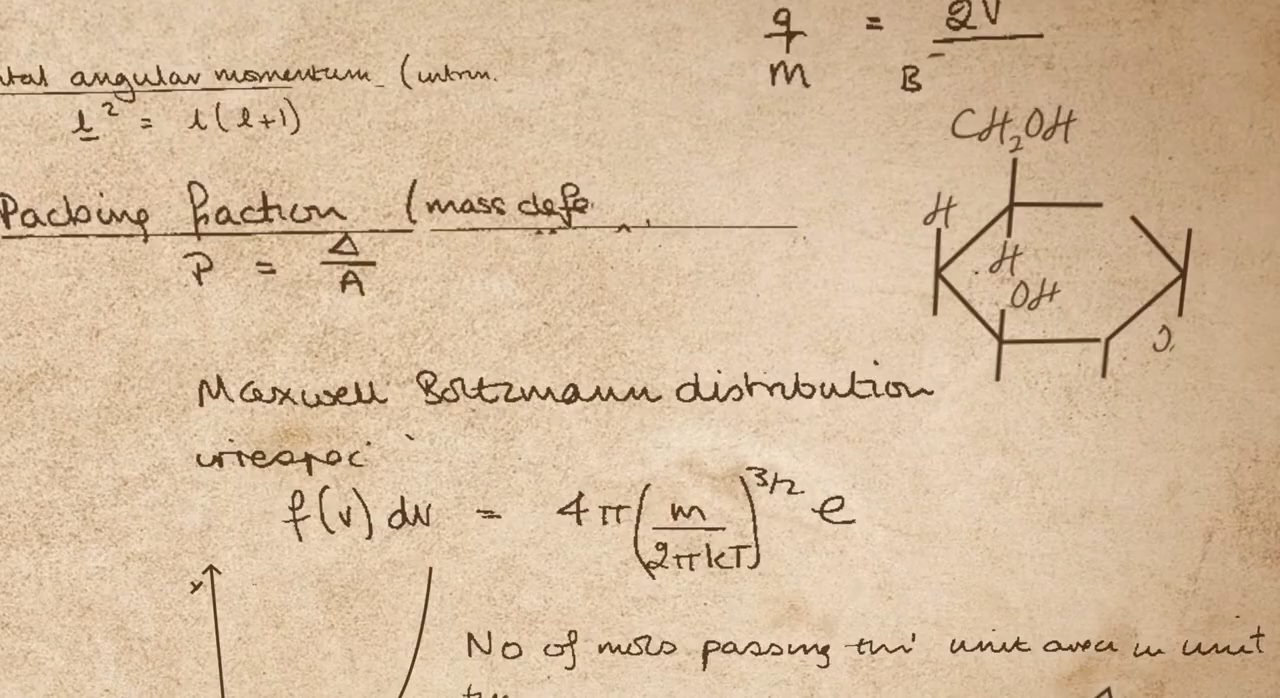 q/m = 2V/B
angular momentum (intrin.
l² = l(l+1)
CH₂OH
Packing fraction (mass defe
H
P = Δ/A
H
OH
Maxwell Boltzmann distribution
f(v) dv = 4π(m/2πkT)^3/2 e
y
No of mols passing thr' unit area in unit